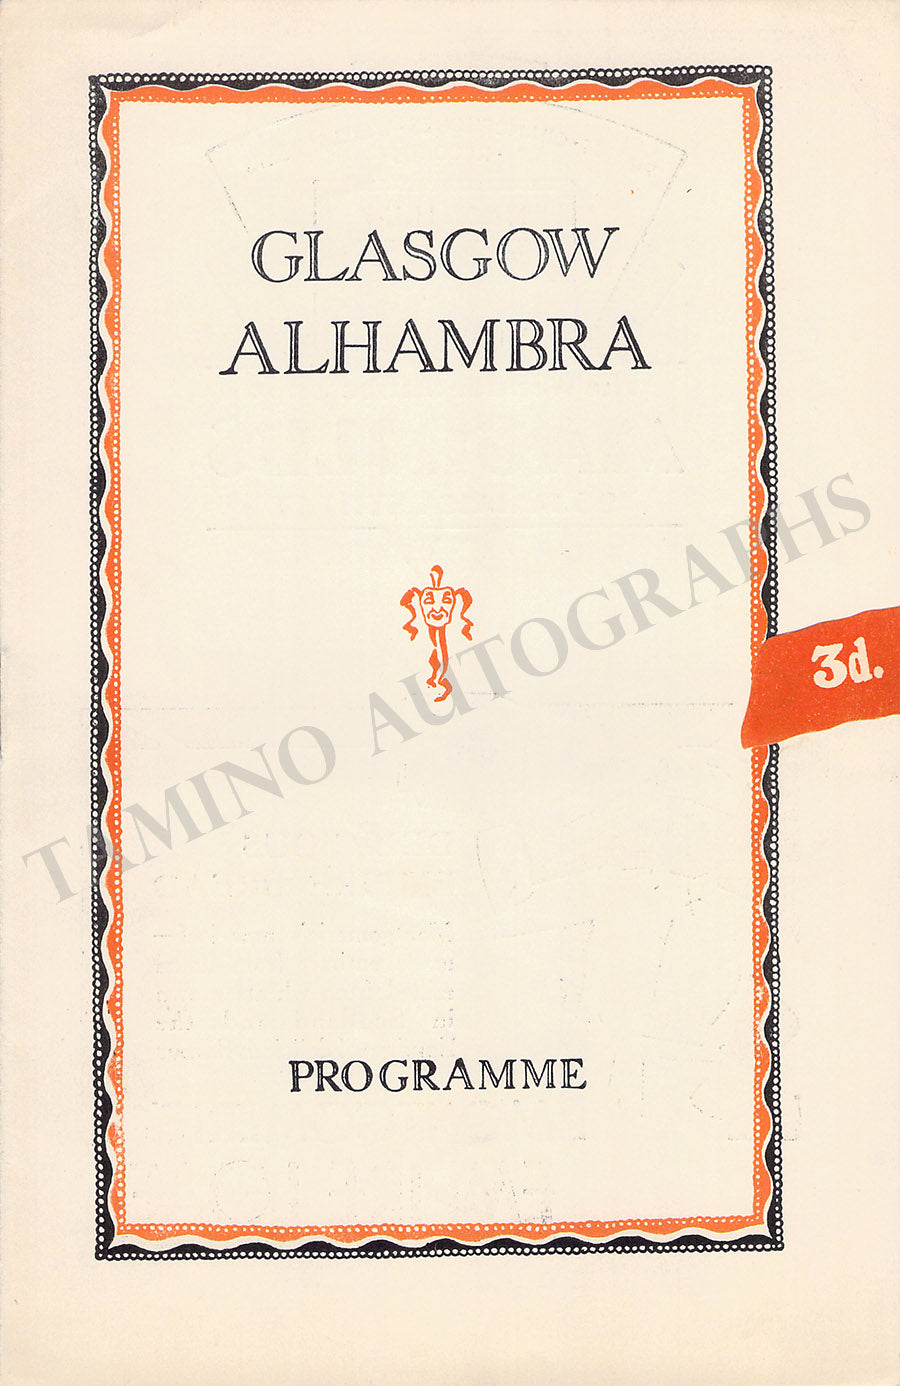 GLASGOW
ALHAMBRA
3d.
TAMINO AUTOGRAPHS
PROGRAMME